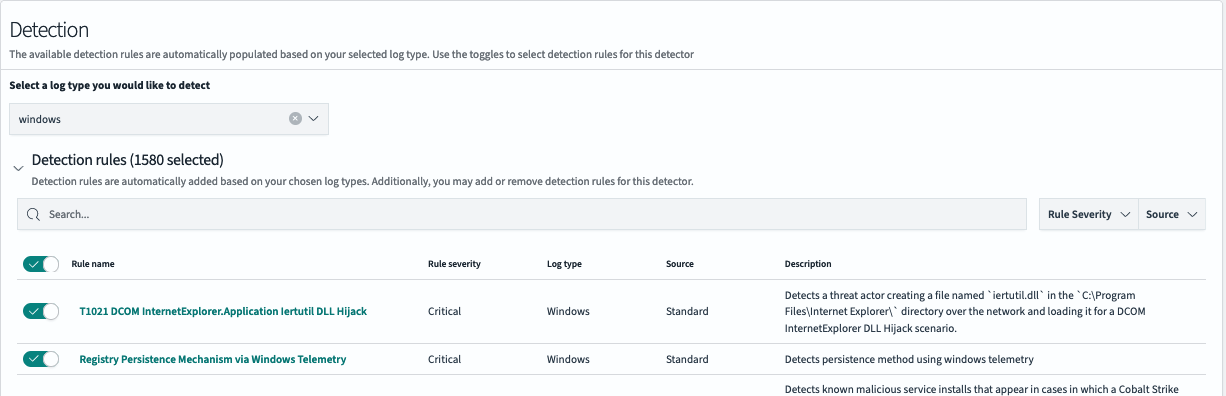 Detection
The available detection rules are automatically populated based on your selected log type. Use the toggles to select detection rules for this detector
Select a log type you would like to detect
windows
Detection rules (1580 selected)
Detection rules are automatically added based on your chosen log types. Additionally, you may add or remove detection rules for this detector.
Search...
Rule Severity
Source
Rule name
Rule severity
Log type
Source
Description
T1021 DCOM InternetExplorer.Application Iertutil DLL Hijack
Critical
Windows
Standard
Detects a threat actor creating a file named `iertutil.dll` in the `C:\Program
Files\Internet Explorer\` directory over the network and loading it for a DCOM
InternetExplorer DLL Hijack scenario.
Registry Persistence Mechanism via Windows Telemetry
Critical
Windows
Standard
Detects persistence method using windows telemetry
Detects known malicious service installs that appear in cases in which a Cobalt Strike